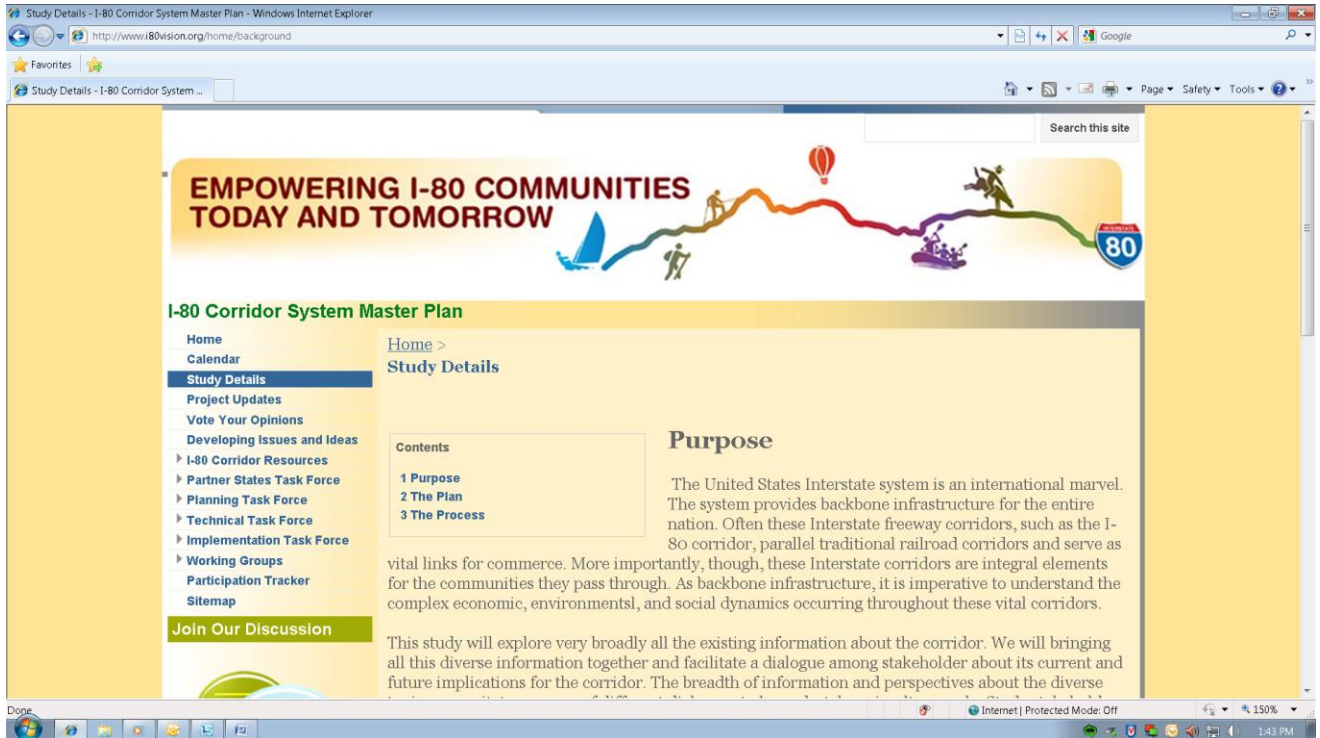 Study Details - I-80 Corridor System Master Plan - Windows Internet Explorer
http://www.i80vision.org/home/background
Google
Favorites
Study Details - I-80 Corridor System ...
Page
Safety
Tools
Search this site
EMPOWERING I-80 COMMUNITIES
TODAY AND TOMORROW
INTERSTATE
80
I-80 Corridor System Master Plan
Home
Calendar
Study Details
Project Updates
Vote Your Opinions
Developing Issues and Ideas
I-80 Corridor Resources
Partner States Task Force
Planning Task Force
Technical Task Force
Implementation Task Force
Working Groups
Participation Tracker
Sitemap
Join Our Discussion
Home >
Study Details
Contents
1 Purpose
2 The Plan
3 The Process
Purpose
The United States Interstate system is an international marvel.
The system provides backbone infrastructure for the entire
nation. Often these Interstate freeway corridors, such as the I-
80 corridor, parallel traditional railroad corridors and serve as
vital links for commerce. More importantly, though, these Interstate corridors are integral elements
for the communities they pass through. As backbone infrastructure, it is imperative to understand the
complex economic, environmentsl, and social dynamics occurring throughout these vital corridors.
This study will explore very broadly all the existing information about the corridor. We will bringing
all this diverse information together and facilitate a dialogue among stakeholder about its current and
future implications for the corridor. The breadth of information and perspectives about the diverse
Done
Internet | Protected Mode: Off
150%
1:43 PM